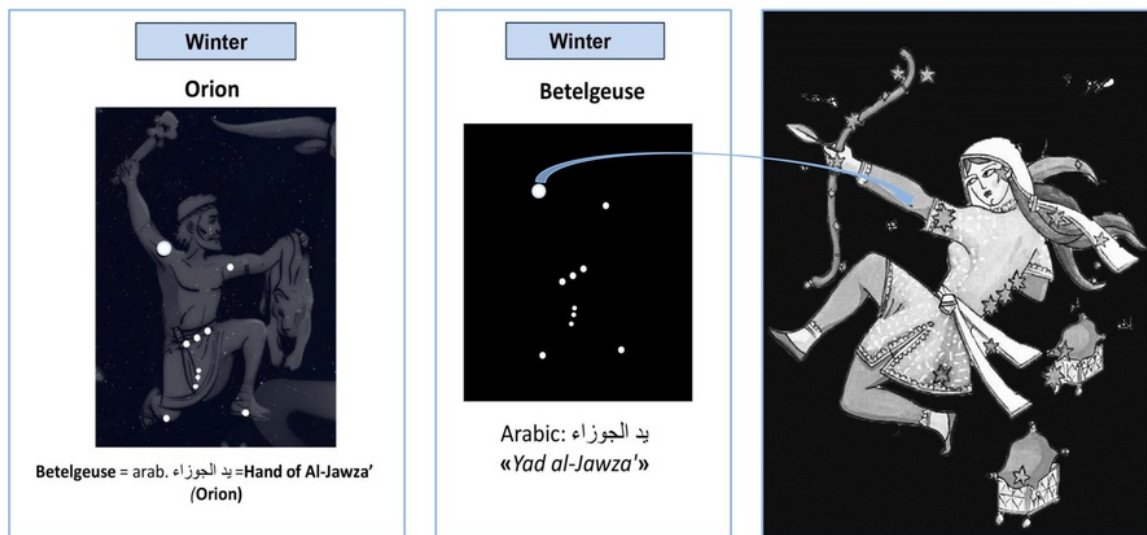 Winter
Orion
Betelgeuse = arab. يد الجوزاء =Hand of Al-Jawza’
(Orion)
Winter
Betelgeuse
Arabic: يد الجوزاء
«Yad al-Jawza'»